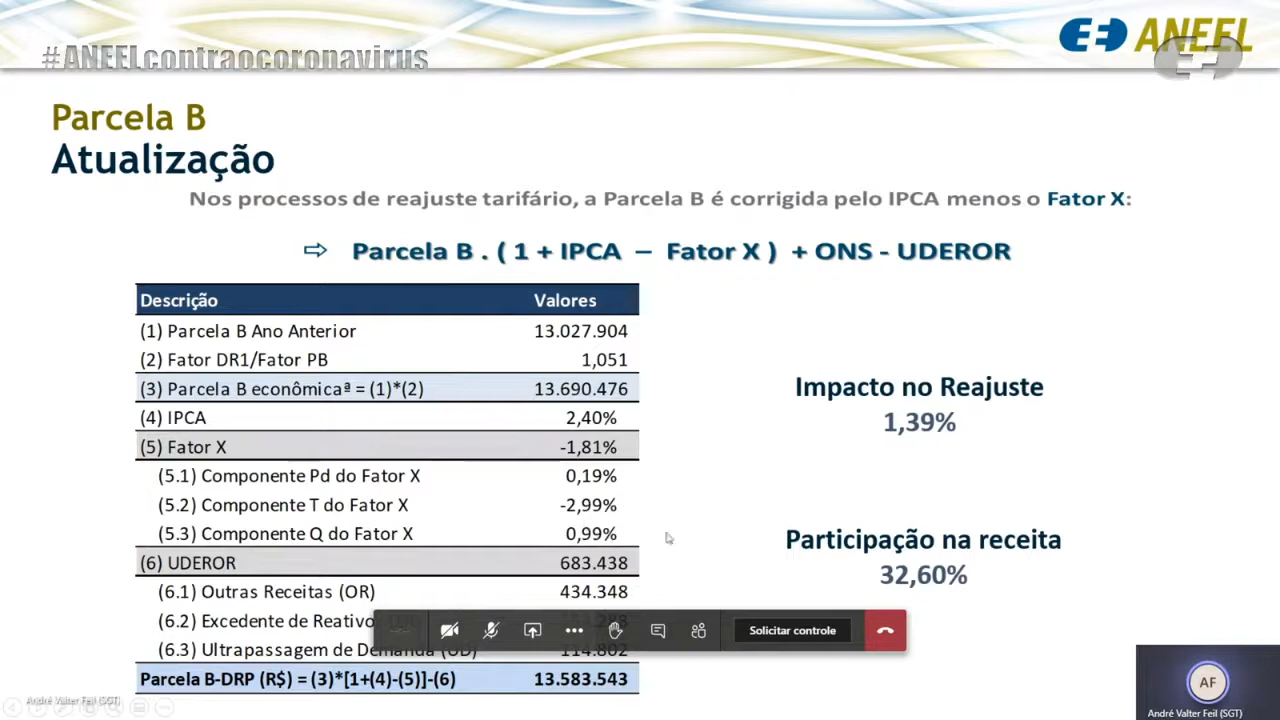 #ANEELcontraocoronavirus
ANEEL
Parcela B
Atualização
Nos processos de reajuste tarifário, a Parcela B é corrigida pelo IPCA menos o Fator X:
⇨ Parcela B . ( 1 + IPCA – Fator X ) + ONS - UDEROR
Descrição Valores
(1) Parcela B Ano Anterior 13.027.904
(2) Fator DR1/Fator PB 1,051
(3) Parcela B econômicaª = (1)*(2) 13.690.476
(4) IPCA 2,40%
(5) Fator X -1,81%
(5.1) Componente Pd do Fator X 0,19%
(5.2) Componente T do Fator X -2,99%
(5.3) Componente Q do Fator X 0,99%
(6) UDEROR 683.438
(6.1) Outras Receitas (OR) 434.348
(6.2) Excedente de Reativo
(6.3) Ultrapassagem de Demanda (UD) 114.802
Parcela B-DRP (R$) = (3)*[1+(4)-(5)]-(6) 13.583.543
Impacto no Reajuste
1,39%
Participação na receita
32,60%
Solicitar controle
AF
André Valter Feil (SGT)
André Valter Feil (SGT)